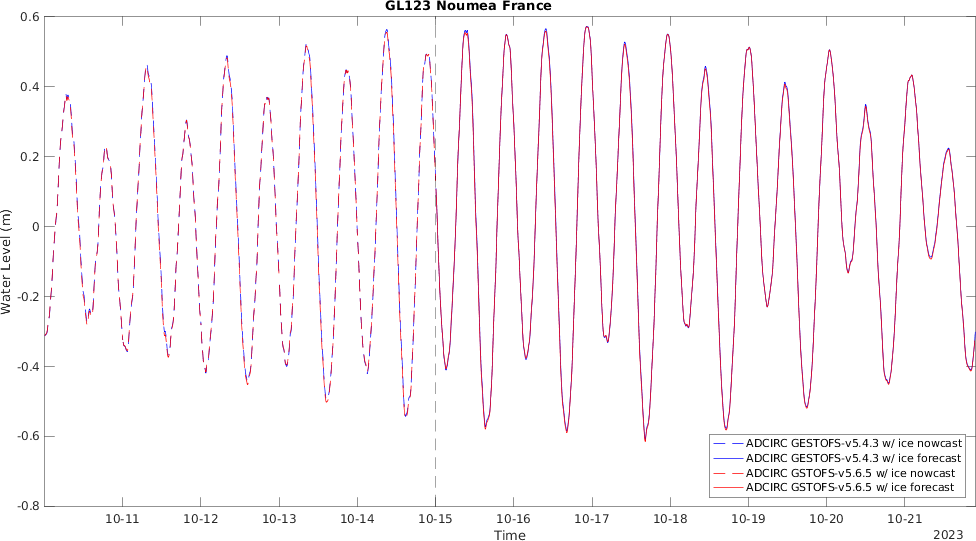 GL123 Noumea France
0.6
0.4
0.2
0
-0.2
-0.4
-0.6
-0.8
Water Level (m)
ADCIRC GESTOFS-v5.4.3 w/ ice nowcast
ADCIRC GESTOFS-v5.4.3 w/ ice forecast
ADCIRC GSTOFS-v5.6.5 w/ ice nowcast
ADCIRC GSTOFS-v5.6.5 w/ ice forecast
10-11 10-12 10-13 10-14 10-15 10-16 10-17 10-18 10-19 10-20 10-21
Time
2023